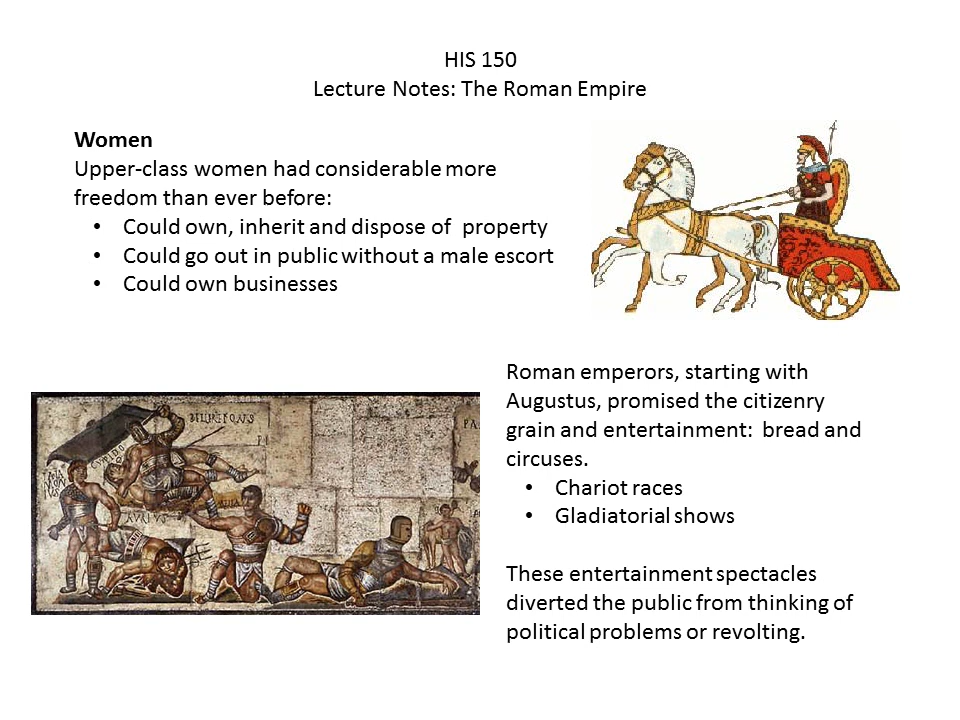 HIS 150
Lecture Notes: The Roman Empire
Women
Upper-class women had considerable more
freedom than ever before:
• Could own, inherit and dispose of  property
• Could go out in public without a male escort
• Could own businesses
Roman emperors, starting with
Augustus, promised the citizenry
grain and entertainment:  bread and
circuses.
• Chariot races
• Gladiatorial shows
These entertainment spectacles
diverted the public from thinking of
political problems or revolting.